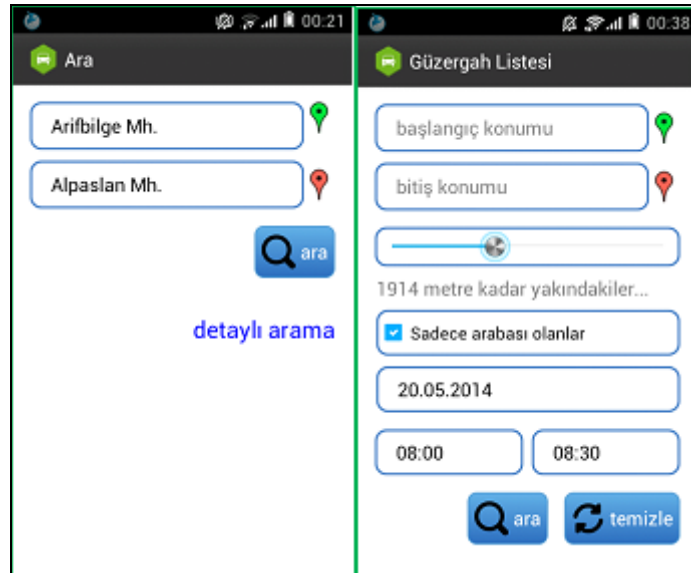 00:21
Ara
Arifbilge Mh.
Alpaslan Mh.
ara
detaylı arama
00:38
Güzergah Listesi
başlangıç konumu
bitiş konumu
1914 metre kadar yakındakiler...
Sadece arabası olanlar
20.05.2014
08:00 08:30
ara temizle